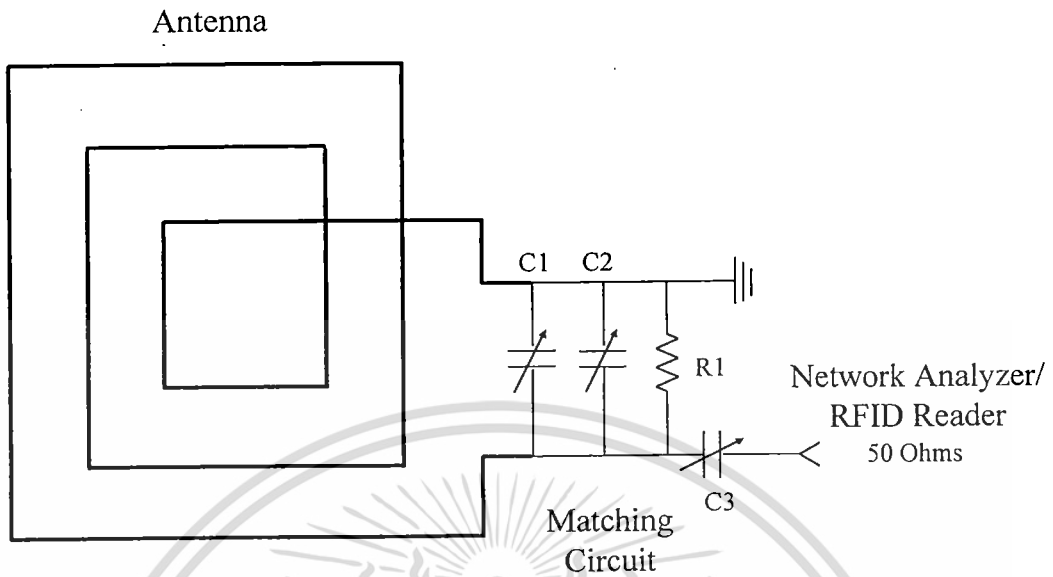 Antenna
C1
C2
R1
Network Analyzer/
RFID Reader
50 Ohms
C3
Matching
Circuit